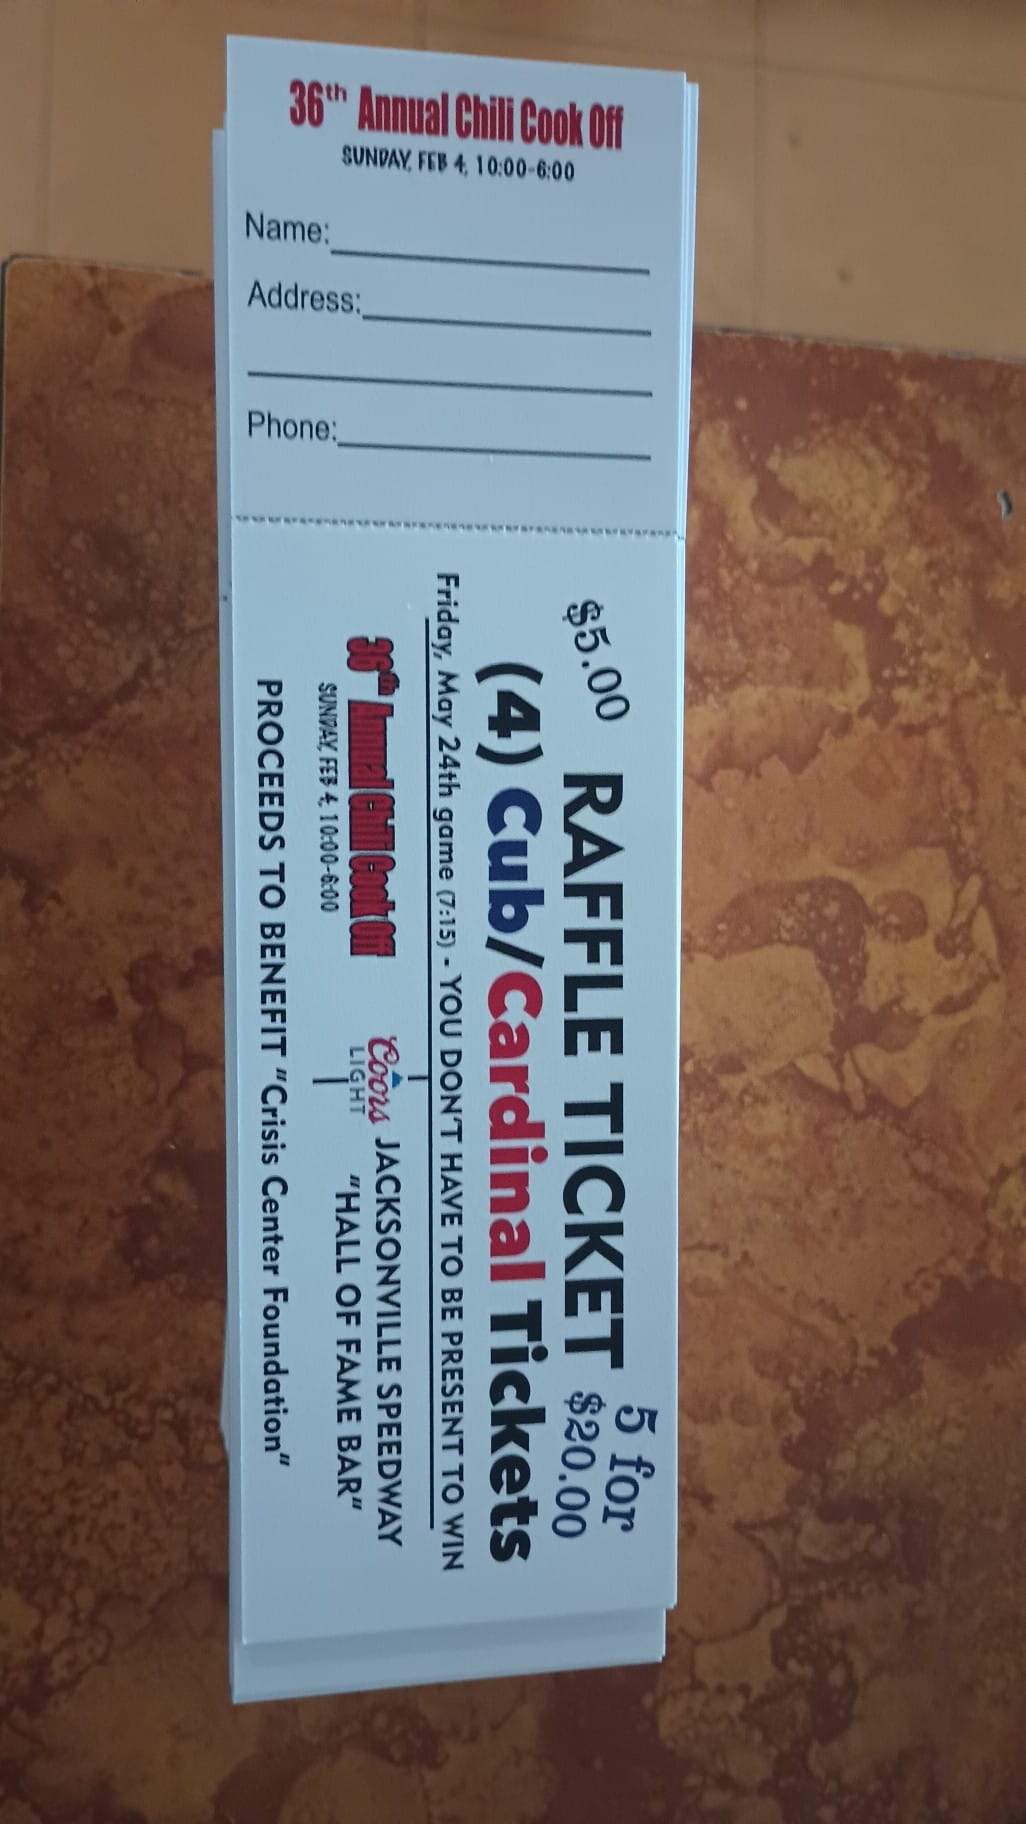 36th Annual Chili Cook Off
SUNDAY, FEB 4, 10:00-6:00
Name:
Address:
Phone:
$5.00 RAFFLE TICKET 5 for $20.00
(4) Cub/Cardinal Tickets
Friday, May 24th game (7:15) - YOU DON'T HAVE TO BE PRESENT TO WIN
36th Annual Chili Cook Off
SUNDAY, FEB 4, 10:00-6:00
Coors
LIGHT
JACKSONVILLE SPEEDWAY
"HALL OF FAME BAR"
PROCEEDS TO BENEFIT "Crisis Center Foundation"